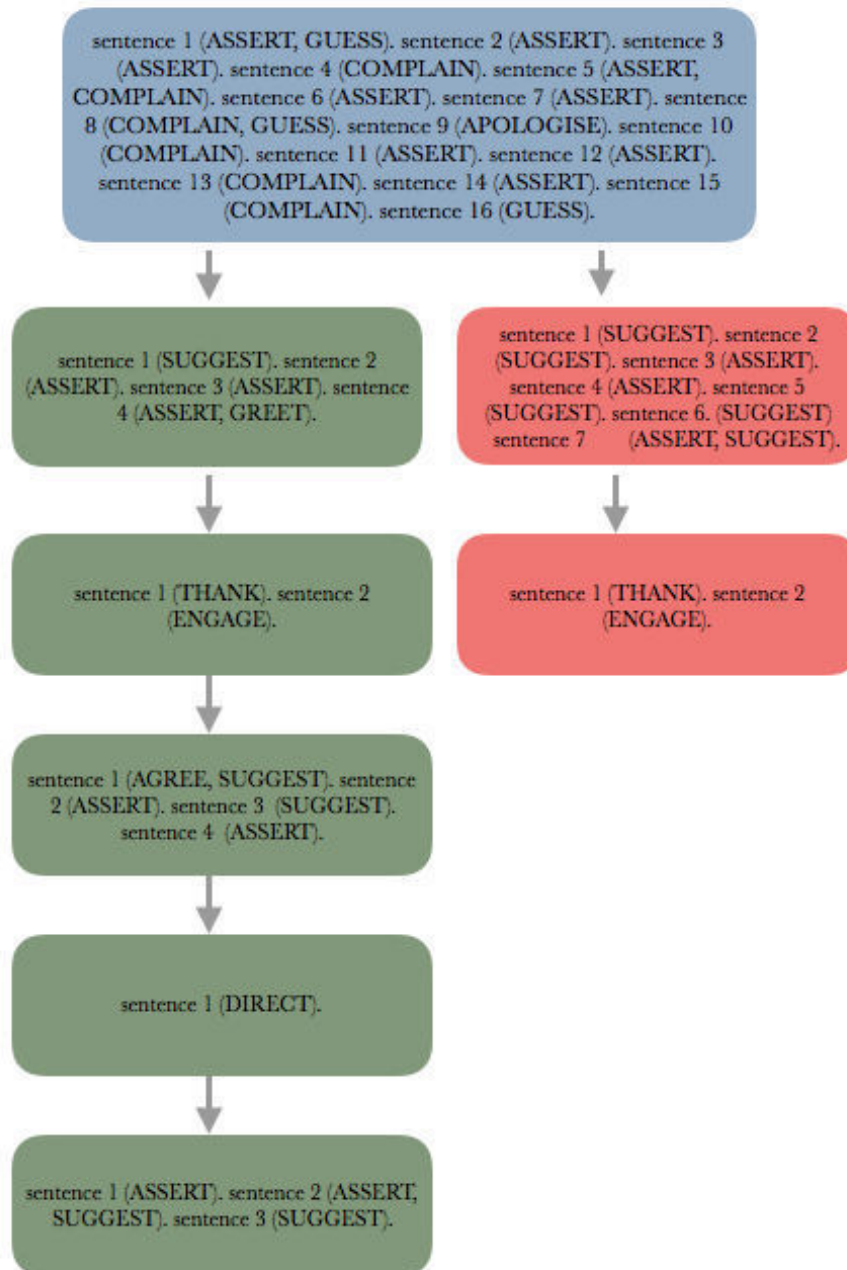 sentence 1 (ASSERT, GUESS). sentence 2 (ASSERT). sentence 3
(ASSERT). sentence 4 (COMPLAIN). sentence 5 (ASSERT,
COMPLAIN). sentence 6 (ASSERT). sentence 7 (ASSERT). sentence
8 (COMPLAIN, GUESS). sentence 9 (APOLOGISE). sentence 10
(COMPLAIN). sentence 11 (ASSERT). sentence 12 (ASSERT).
sentence 13 (COMPLAIN). sentence 14 (ASSERT). sentence 15
(COMPLAIN). sentence 16 (GUESS).
sentence 1 (SUGGEST). sentence 2
(ASSERT). sentence 3 (ASSERT). sentence
4 (ASSERT, GREET).
sentence 1 (SUGGEST). sentence 2
(SUGGEST). sentence 3 (ASSERT).
sentence 4 (ASSERT). sentence 5
(SUGGEST). sentence 6. (SUGGEST)
sentence 7 (ASSERT, SUGGEST).
sentence 1 (THANK). sentence 2
(ENGAGE).
sentence 1 (THANK). sentence 2
(ENGAGE).
sentence 1 (AGREE, SUGGEST). sentence
2 (ASSERT). sentence 3 (SUGGEST).
sentence 4 (ASSERT).
sentence 1 (DIRECT).
sentence 1 (ASSERT). sentence 2 (ASSERT,
SUGGEST). sentence 3 (SUGGEST).